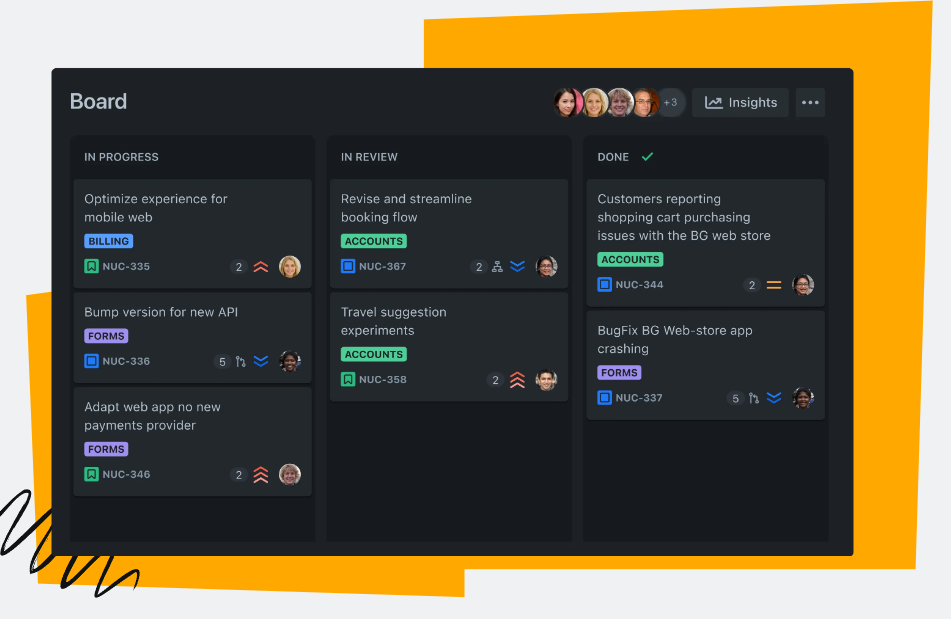 Board
+3
Insights
IN PROGRESS
Optimize experience for
mobile web
BILLING
NUC-335
2
Bump version for new API
FORMS
NUC-336
5
Adapt web app no new
payments provider
FORMS
NUC-346
2
IN REVIEW
Revise and streamline
booking flow
ACCOUNTS
NUC-367
2
Travel suggestion
experiments
ACCOUNTS
NUC-358
2
DONE
Customers reporting
shopping cart purchasing
issues with the BG web store
ACCOUNTS
NUC-344
2
BugFix BG Web-store app
crashing
FORMS
NUC-337
5